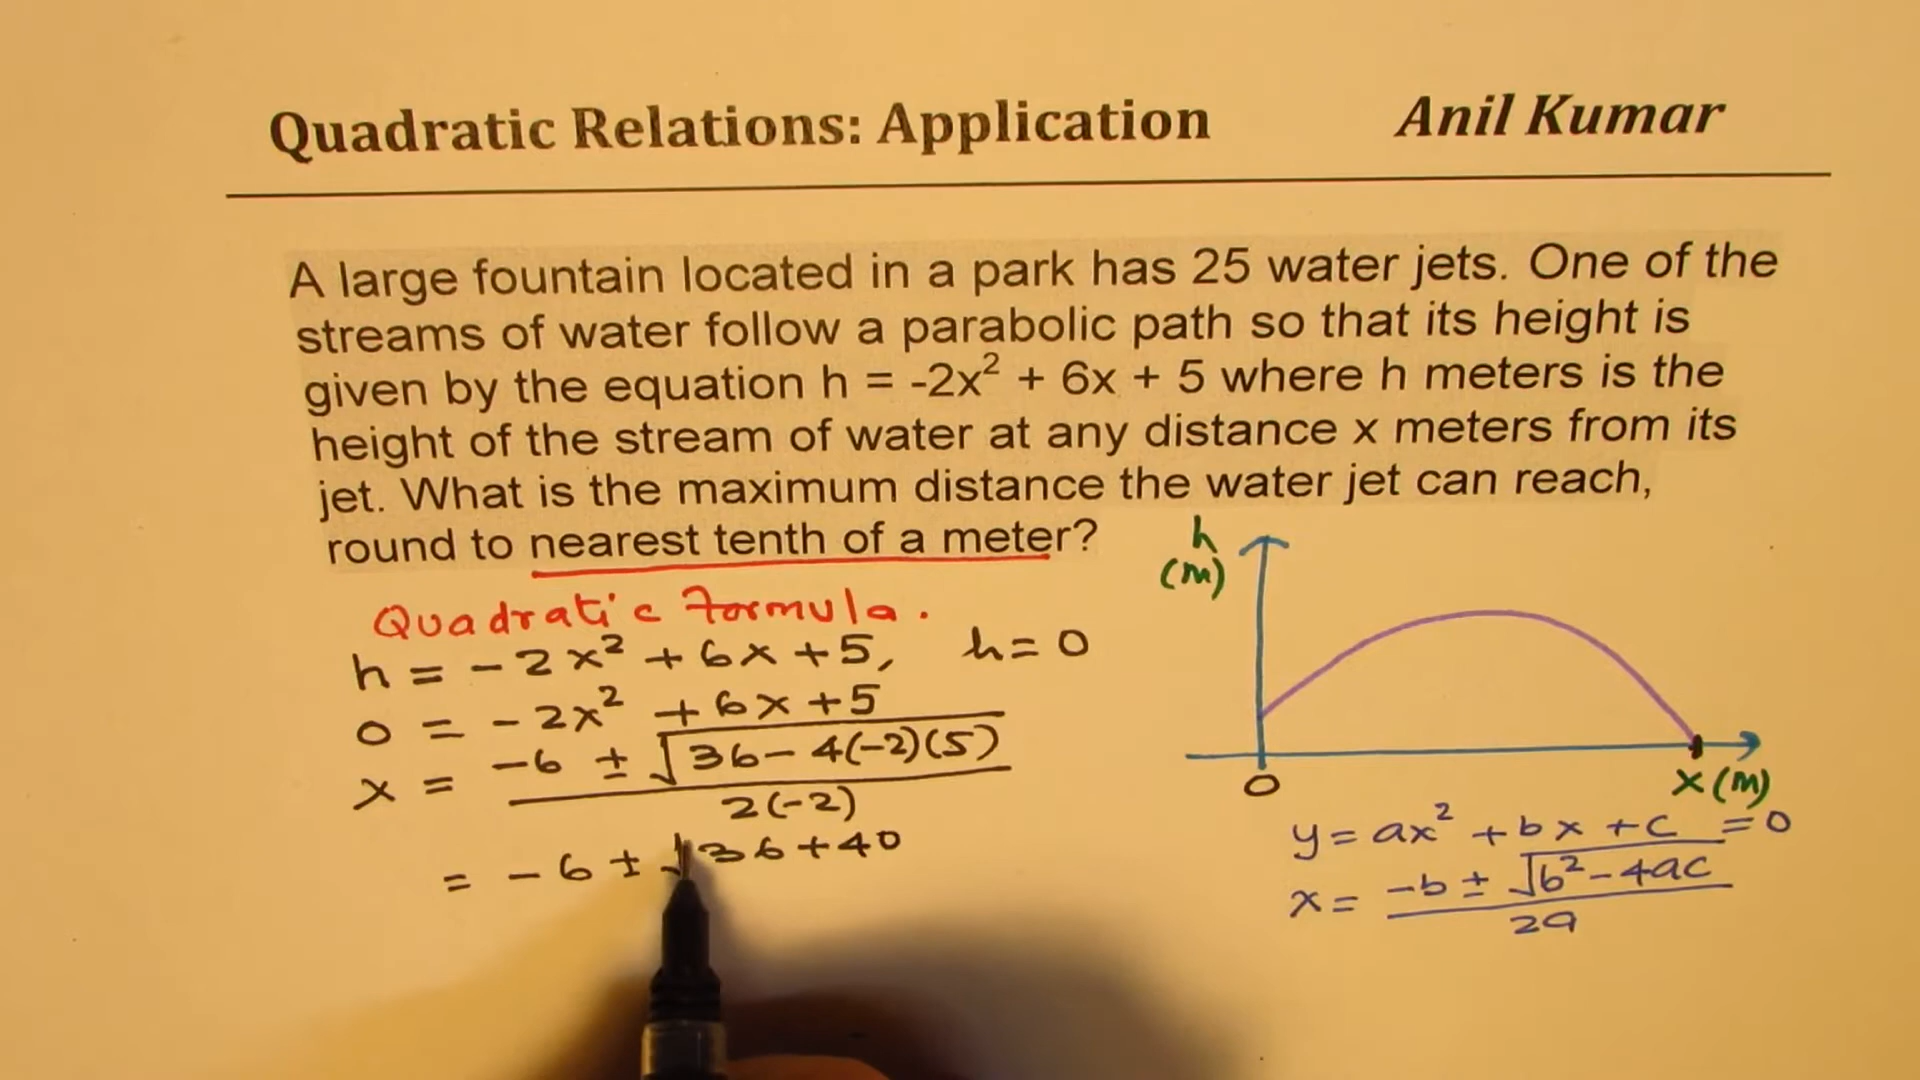 Quadratic Relations: Application Anil Kumar
A large fountain located in a park has 25 water jets. One of the
streams of water follow a parabolic path so that its height is
given by the equation h = -2x² + 6x + 5 where h meters is the
height of the stream of water at any distance x meters from its
jet. What is the maximum distance the water jet can reach,
round to nearest tenth of a meter?
Quadratic Formula.
h = -2x² + 6x + 5, h = 0
0 = -2x² + 6x + 5
x = (-6 ± √(36 - 4(-2)(5))) / 2(-2)
= -6 ± √36 + 40
h
(m)
0
x (m)
y = ax² + bx + c = 0
x = (-b ± √(b² - 4ac)) / 2a